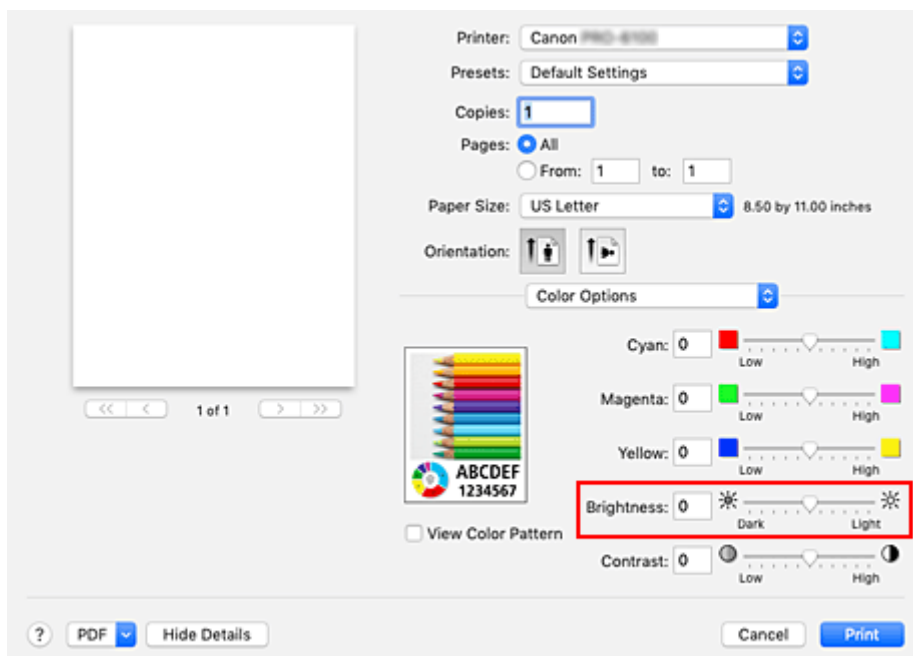 Printer: Canon
Presets: Default Settings
Copies: 1
Pages: All
From: 1 to: 1
Paper Size: US Letter 8.50 by 11.00 inches
Orientation:
Color Options
1 of 1
Cyan: 0
Low High
Magenta: 0
Low High
Yellow: 0
Low High
ABCDEF
1234567
Brightness: 0
Dark Light
View Color Pattern
Contrast: 0
Low High
? PDF Hide Details Cancel Print